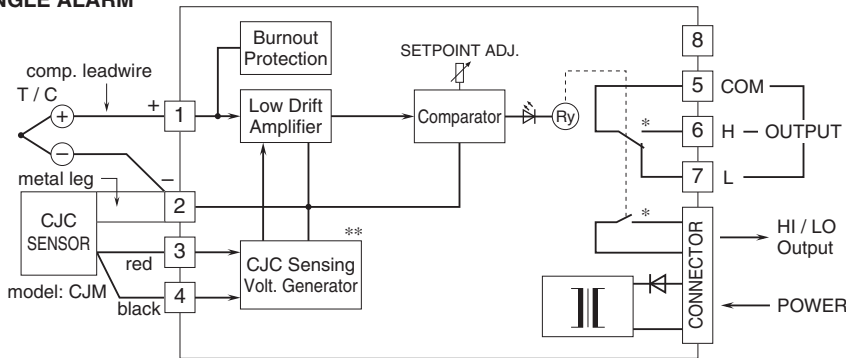 NGLE ALARM
Burnout
Protection
SETPOINT ADJ.
8
comp. leadwire
T / C
+
+
1
Low Drift
Amplifier
Comparator
Ry
5
COM
*
6
H
OUTPUT
−
−
metal leg
2
7
L
CJC
SENSOR
**
*
3
red
CJC Sensing
Volt. Generator
CONNECTOR
HI / LO
Output
model: CJM
4
black
POWER